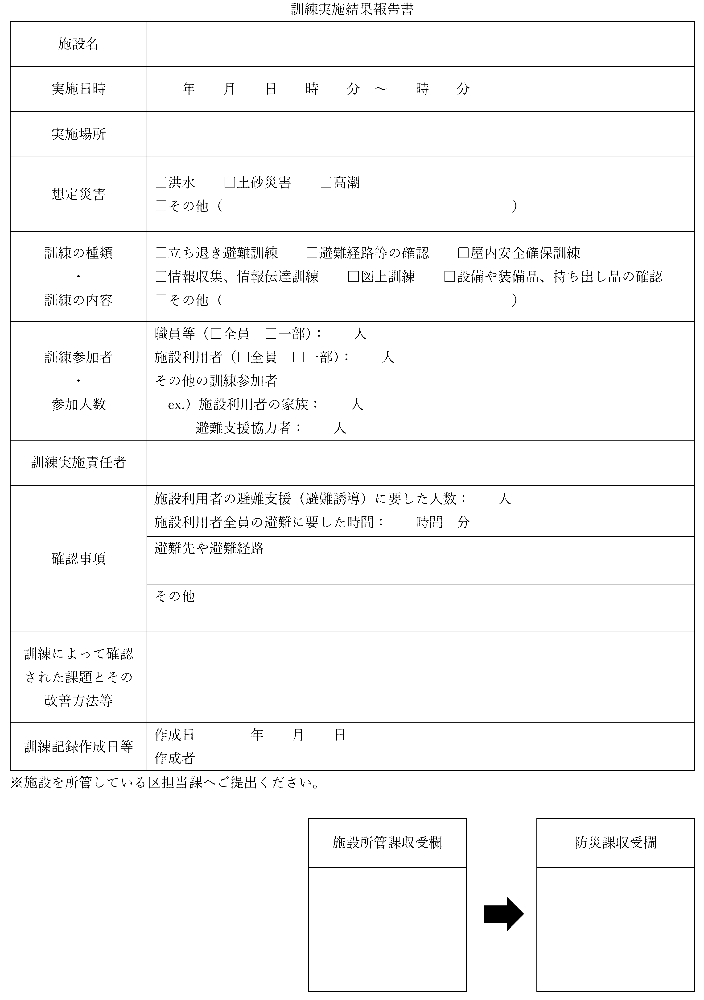 訓練実施結果報告書
施設名
実施日時
年　　月　　日　　時　　分　～　　時　　分
実施場所
想定災害
□洪水　　□土砂災害　　□高潮
□その他（　　　　　　　　　　　　　　　　　　　　　）
訓練の種類
・
訓練の内容
□立ち退き避難訓練　　□避難経路等の確認　　□屋内安全確保訓練
□情報収集、情報伝達訓練　　□図上訓練　　□設備や装備品、持ち出し品の確認
□その他（　　　　　　　　　　　　　　　　　　　　　）
訓練参加者
・
参加人数
職員等（□全員　□一部）：　　人
施設利用者（□全員　□一部）：　　人
その他の訓練参加者
ex.）施設利用者の家族：　　人
避難支援協力者：　　人
訓練実施責任者
確認事項
施設利用者の避難支援（避難誘導）に要した人数：　　人
施設利用者全員の避難に要した時間：　　時間　分
避難先や避難経路
その他
訓練によって確認
された課題とその
改善方法等
訓練記録作成日等
作成日　　　　年　　月　　日
作成者
※施設を所管している区担当課へご提出ください。
施設所管課収受欄
防災課収受欄